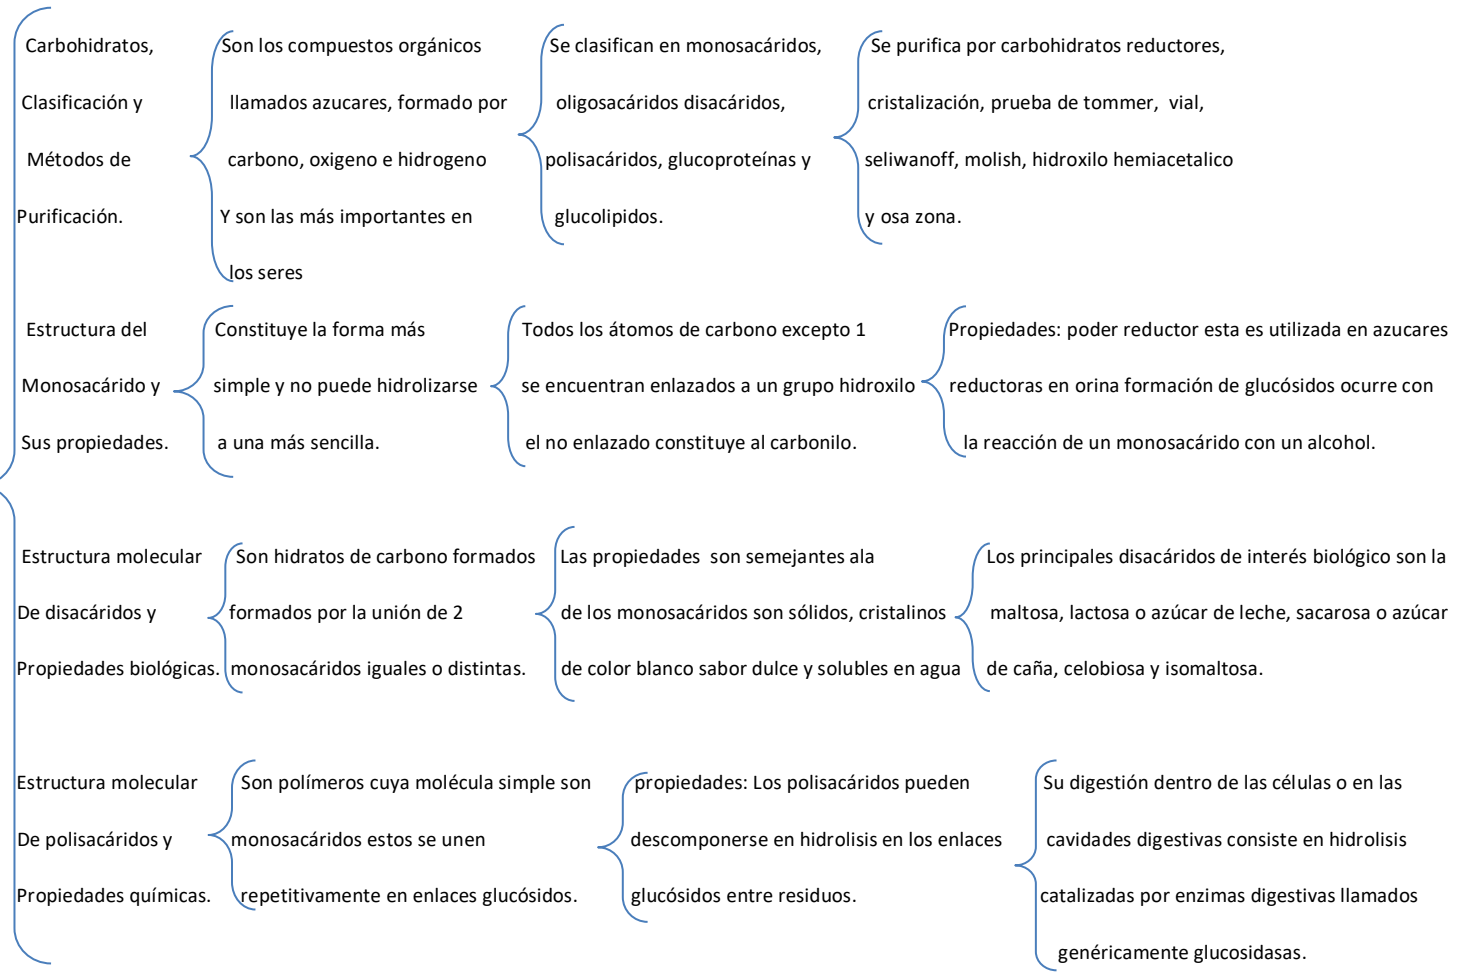 Carbohidratos,
Clasificación y
Métodos de
Purificación.
Son los compuestos orgánicos
llamados azucares, formado por
carbono, oxigeno e hidrogeno
Y son las más importantes en
los seres
Se clasifican en monosacáridos,
oligosacáridos disacáridos,
polisacáridos, glucoproteínas y
glucolipidos.
Se purifica por carbohidratos reductores,
cristalización, prueba de tommer, vial,
seliwanoff, molish, hidroxilo hemiacetalico
y osa zona.
Estructura del
Monosacárido y
Sus propiedades.
Constituye la forma más
simple y no puede hidrolizarse
a una más sencilla.
Todos los átomos de carbono excepto 1
se encuentran enlazados a un grupo hidroxilo
el no enlazado constituye al carbonilo.
Propiedades: poder reductor esta es utilizada en azucares
reductoras en orina formación de glucósidos ocurre con
la reacción de un monosacárido con un alcohol.
Estructura molecular
De disacáridos y
Propiedades biológicas.
Son hidratos de carbono formados
formados por la unión de 2
monosacáridos iguales o distintas.
Las propiedades son semejantes ala
de los monosacáridos son sólidos, cristalinos
de color blanco sabor dulce y solubles en agua
Los principales disacáridos de interés biológico son la
maltosa, lactosa o azúcar de leche, sacarosa o azúcar
de caña, celobiosa y isomaltosa.
Estructura molecular
De polisacáridos y
Propiedades químicas.
Son polímeros cuya molécula simple son
monosacáridos estos se unen
repetitivamente en enlaces glucósidos.
propiedades: Los polisacáridos pueden
descomponerse en hidrolisis en los enlaces
glucósidos entre residuos.
Su digestión dentro de las células o en las
cavidades digestivas consiste en hidrolisis
catalizadas por enzimas digestivas llamados
genéricamente glucosidasas.